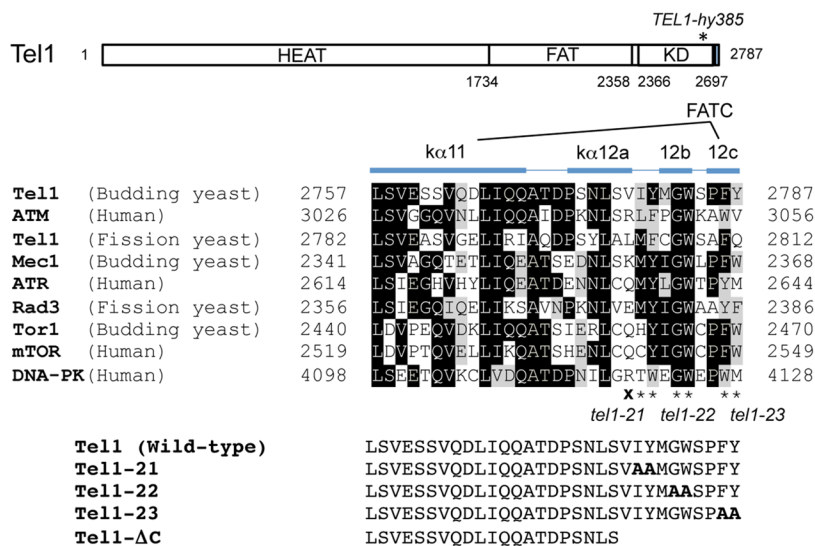 TEL1-hy385
*
Tel1 1 HEAT FAT KD 2787
1734 2358 2366 2697
FATC
kα11 kα12a 12b 12c
Tel1 (Budding yeast) 2757 LSVESSVQDLIQQATDPSNLSVIYMGWSPFY 2787
ATM (Human) 3026 LSVGGQVNLLIQQAIDPKNLSRLFPGWKAWV 3056
Tel1 (Fission yeast) 2782 LSVEASVGELIRIAQDPSYLALMFCGWSAFQ 2812
Mec1 (Budding yeast) 2341 LSVAGQTETLIQEATSEDNLSKMYIGWLPFW 2368
ATR (Human) 2614 LSIEGHVHYLIQEATDENNLCQMYLGWTPYM 2644
Rad3 (Fission yeast) 2356 LSIEGQIQELIKSAVNPKNLVEMYIGWAAYF 2386
Tor1 (Budding yeast) 2440 LDVPEQVDKLIQQATSIERLCQHYIGWCPFW 2470
mTOR (Human) 2519 LDVPTQVELLIKQATSHENLCQCYIGWCPFW 2549
DNA-PK (Human) 4098 LSEETQVKCLVDQATDPNILGRTWEGWEPWM 4128
x ** ** **
tel1-21 tel1-22 tel1-23
Tel1 (Wild-type) LSVESSVQDLIQQATDPSNLSVIYMGWSPFY
Tel1-21 LSVESSVQDLIQQATDPSNLSVAAMGWSPFY
Tel1-22 LSVESSVQDLIQQATDPSNLSVIYMAASPFY
Tel1-23 LSVESSVQDLIQQATDPSNLSVIYMGWSPAA
Tel1-ΔC LSVESSVQDLIQQATDPSNLS